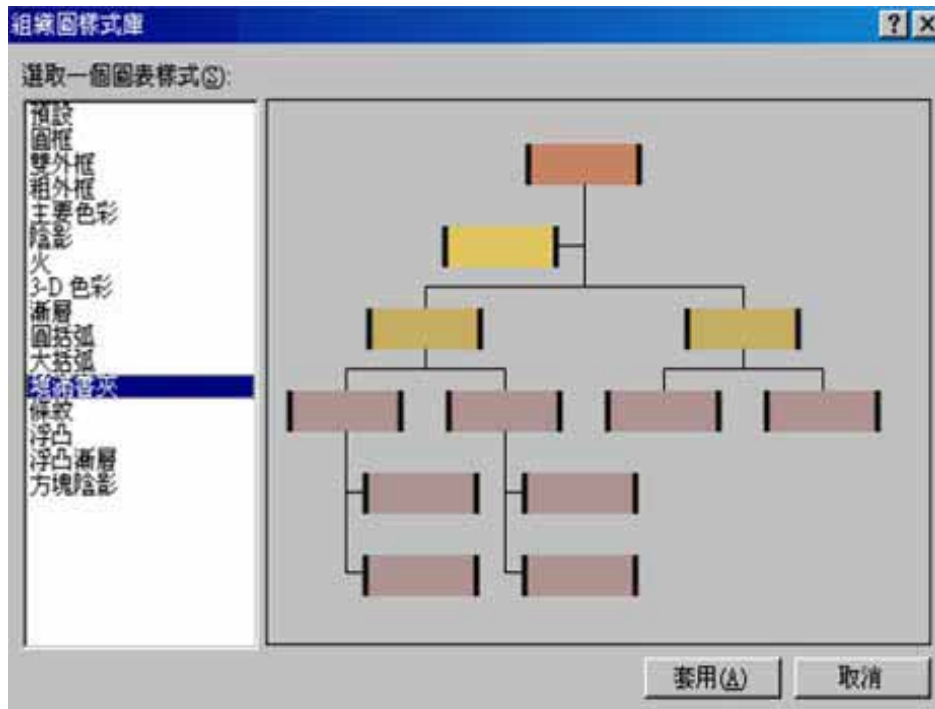 組織圖樣式庫
選取一個圖表樣式(S):
預設
圓框
雙外框
粗外框
主要色彩
陰影
火
3-D 色彩
漸層
圓括弧
大括弧
條紋
浮凸
浮凸漸層
方塊陰影
套用(A)
取消